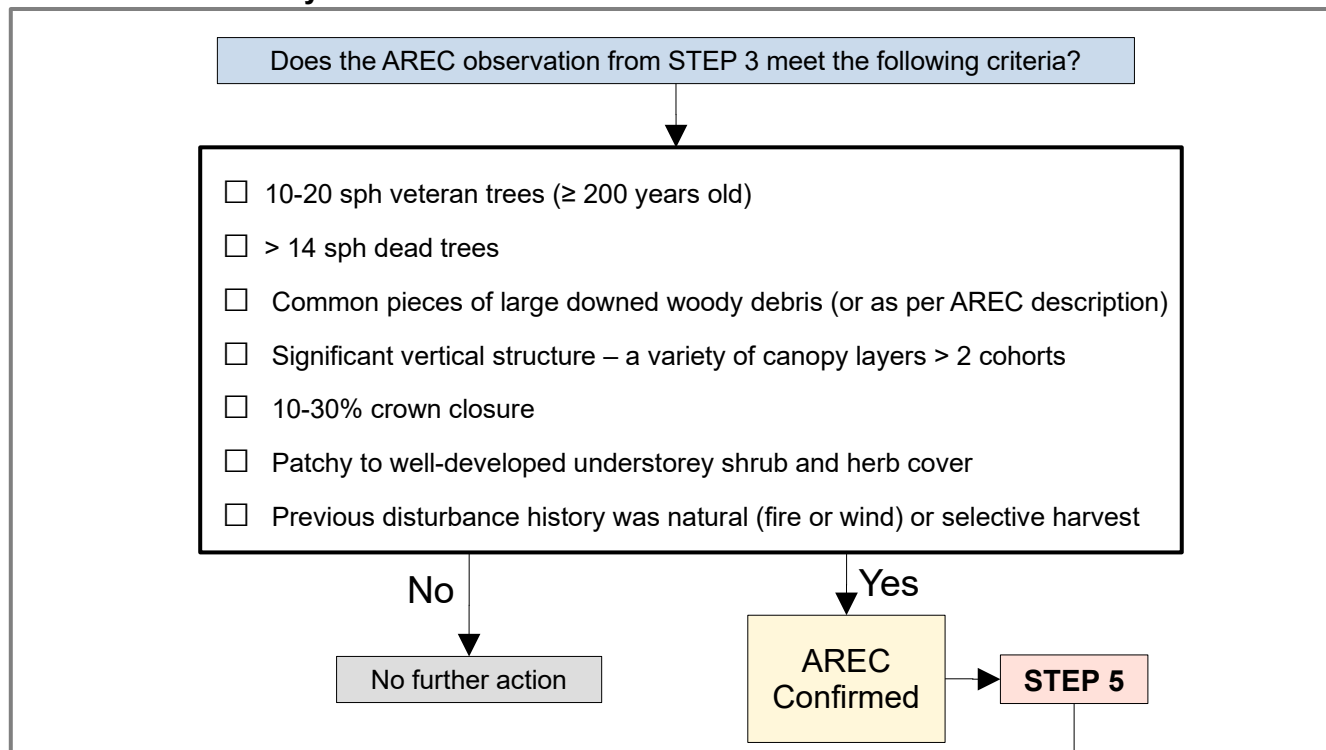 Does the AREC observation from STEP 3 meet the following criteria?
☐ 10-20 sph veteran trees (≥ 200 years old)
☐ > 14 sph dead trees
☐ Common pieces of large downed woody debris (or as per AREC description)
☐ Significant vertical structure – a variety of canopy layers > 2 cohorts
☐ 10-30% crown closure
☐ Patchy to well-developed understorey shrub and herb cover
☐ Previous disturbance history was natural (fire or wind) or selective harvest
No
Yes
No further action
AREC
Confirmed
STEP 5